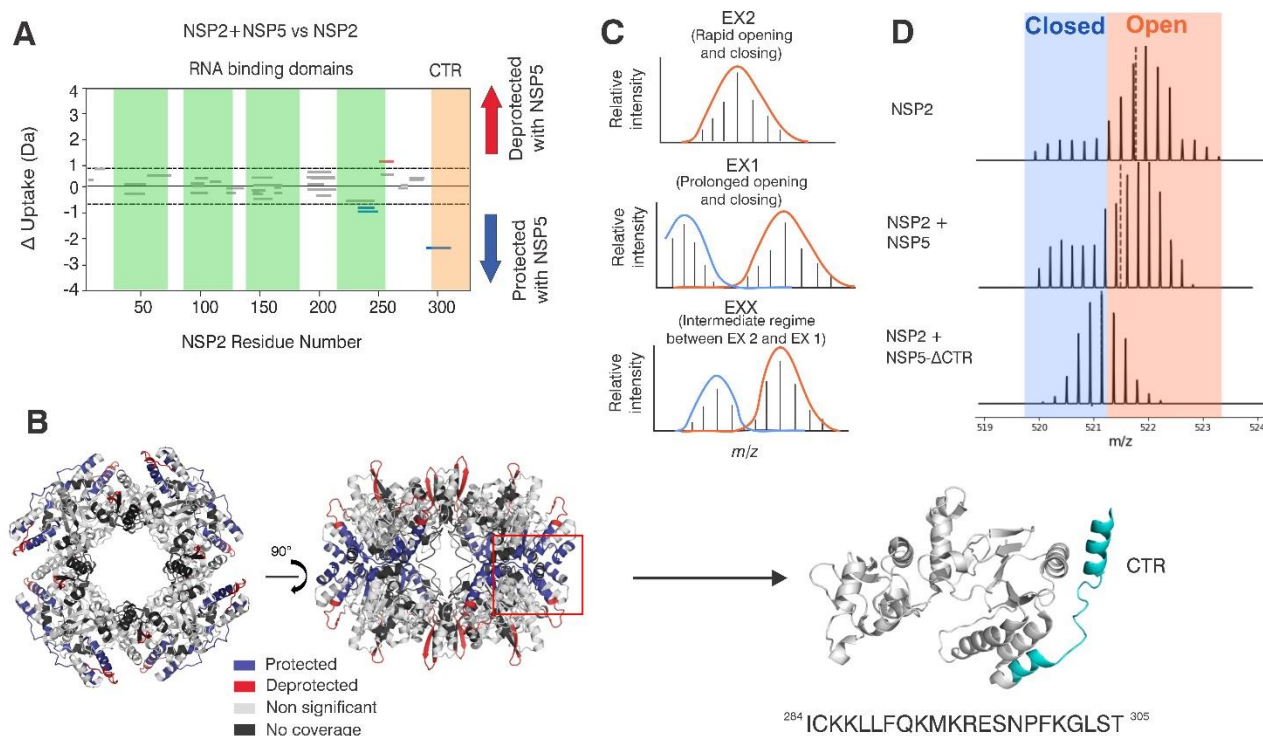 A
NSP2+NSP5 vs NSP2
RNA binding domains
CTR
4
3
2
1
0
-1
-2
-3
-4
Δ Uptake (Da)
50
100
150
200
250
300
NSP2 Residue Number
Deprotected
with NSP5
Protected
with NSP5
B
90°
Protected
Deprotected
Non significant
No coverage
C
EX2
(Rapid opening
and closing)
Relative
intensity
EX1
(Prolonged opening
and closing)
Relative
intensity
EXX
(Intermediate regime
between EX 2 and EX 1)
Relative
intensity
m/z
D
Closed
Open
NSP2
NSP2 +
NSP5
NSP2 +
NSP5-ΔCTR
519
520
521
522
523
524
m/z
CTR
284 ICKKLLFQKMKRESNPFKGLST 305